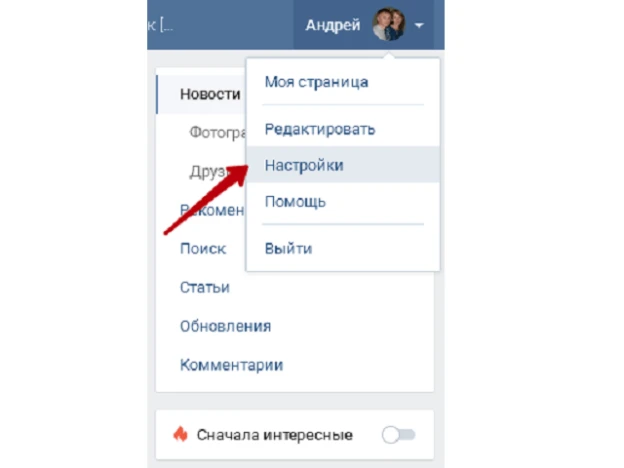 к [...
Андрей
Моя страница
Новости
Редактировать
Фотогра
Настройки
Друз
Помощь
Рекомен
Выйти
Поиск
Статьи
Обновления
Комментарии
Сначала интересные